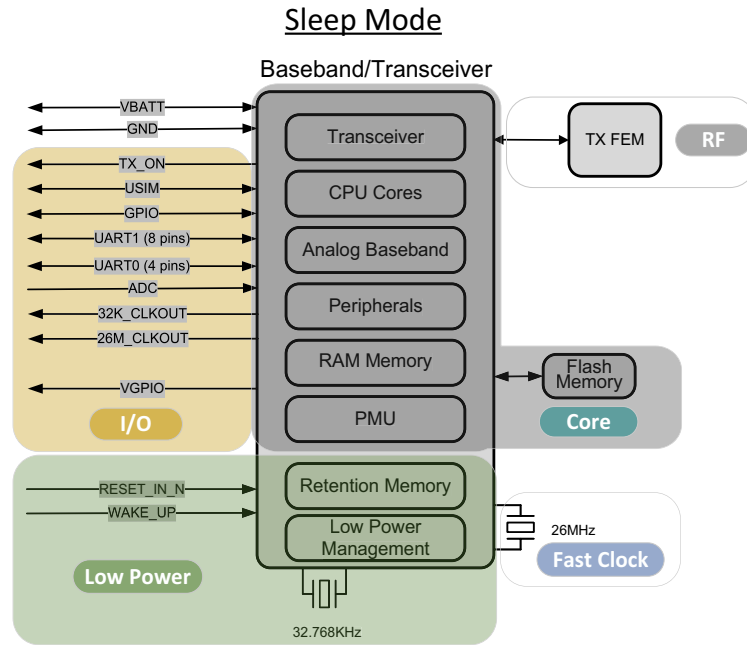 Sleep Mode
Baseband/Transceiver
VBATT
GND
TX_ON
USIM
GPIO
UART1 (8 pins)
UART0 (4 pins)
ADC
32K_CLKOUT
26M_CLKOUT
VGPIO
I/O
RESET_IN_N
WAKE_UP
Low Power
Transceiver
CPU Cores
Analog Baseband
Peripherals
RAM Memory
PMU
Retention Memory
Low Power
Management
32.768KHz
TX FEM
RF
Flash
Memory
Core
26MHz
Fast Clock